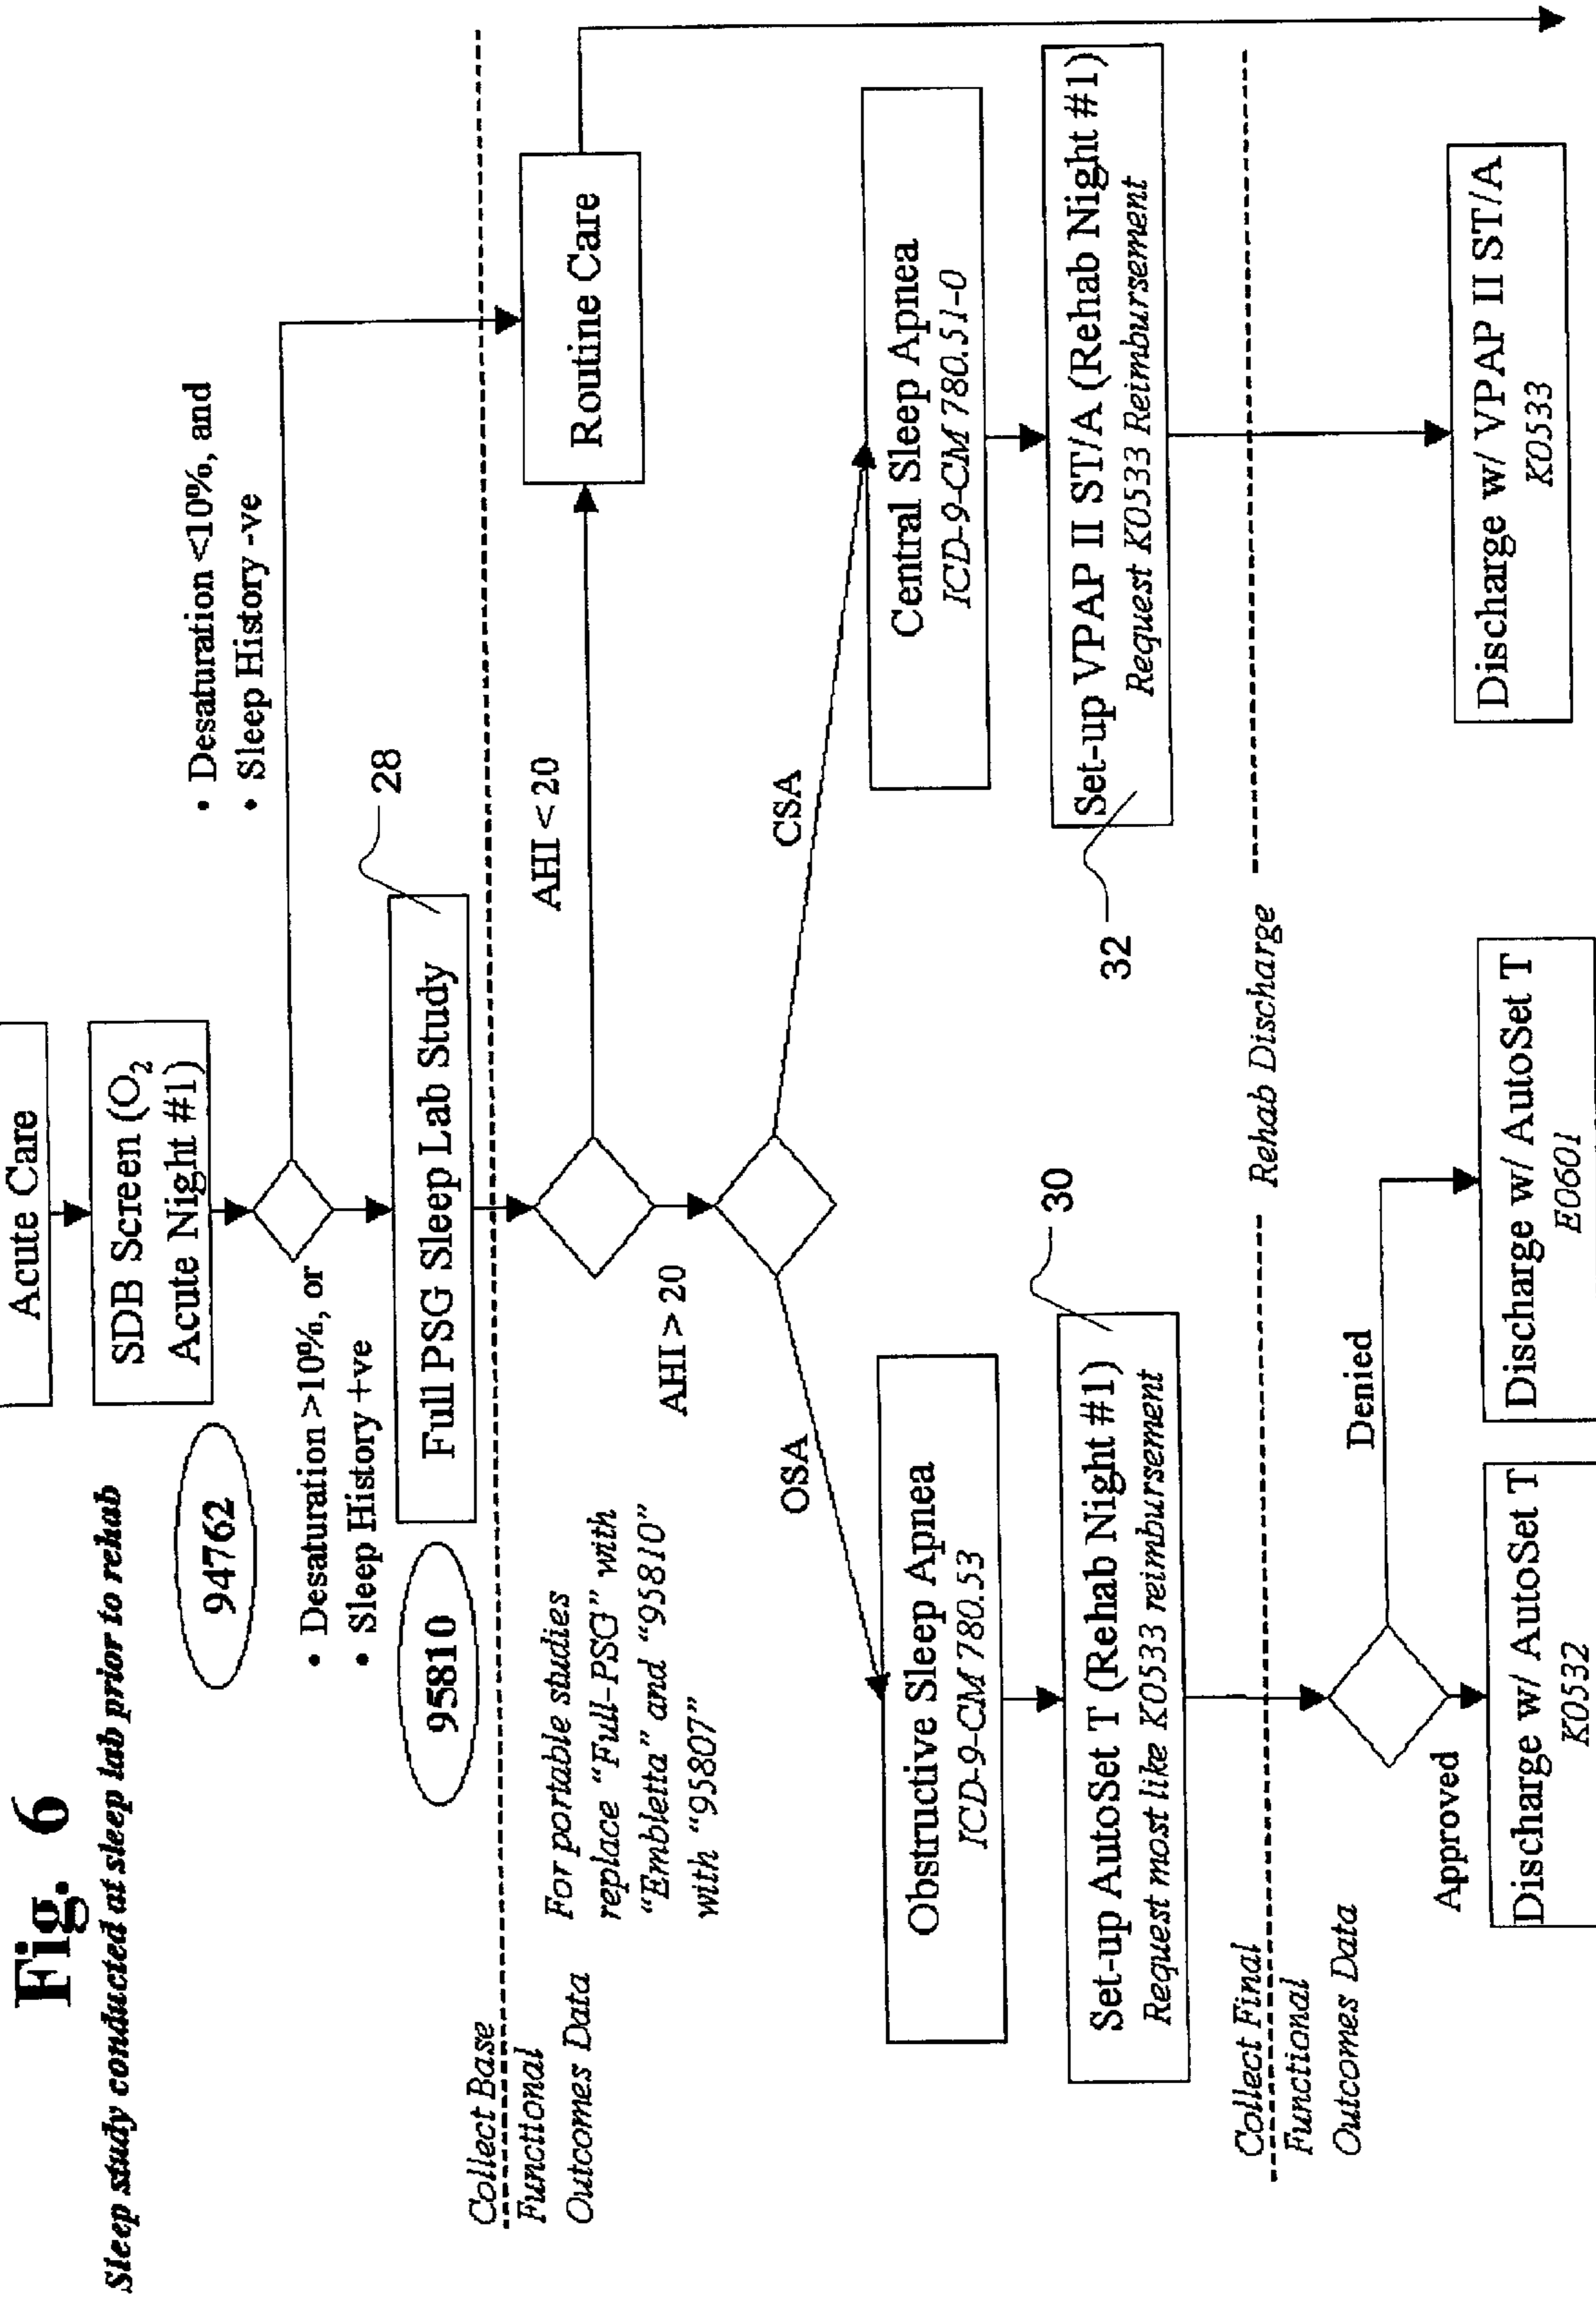 Fig. 6
Sleep study conducted at sleep lab prior to rehab
Acute Care
SDB Screen (O2
Acute Night #1)
94762
• Desaturation <10%, and
• Sleep History -ve
• Desaturation >10%, or
• Sleep History +ve
95810
Full PSG Sleep Lab Study
28
Collect Base
Functional
Outcomes Data
For portable studies
replace "Full-PSG" with
"Embletta" and "95810"
with "95807"
AHI < 20
Routine Care
AHI > 20
OSA
CSA
Obstructive Sleep Apnea
ICD-9-CM 780.53
Central Sleep Apnea
ICD-9-CM 780.51-0
Set-up AutoSet T (Rehab Night #1)
Request most like K0533 reimbursement
30
Set-up VPAP II ST/A (Rehab Night #1)
Request K0533 Reimbursement
32
Collect Final
Functional
Outcomes Data
Rehab Discharge
Approved
Denied
Discharge w/ AutoSet T
K0532
Discharge w/ AutoSet T
E0601
Discharge w/ VPAP II ST/A
K0533